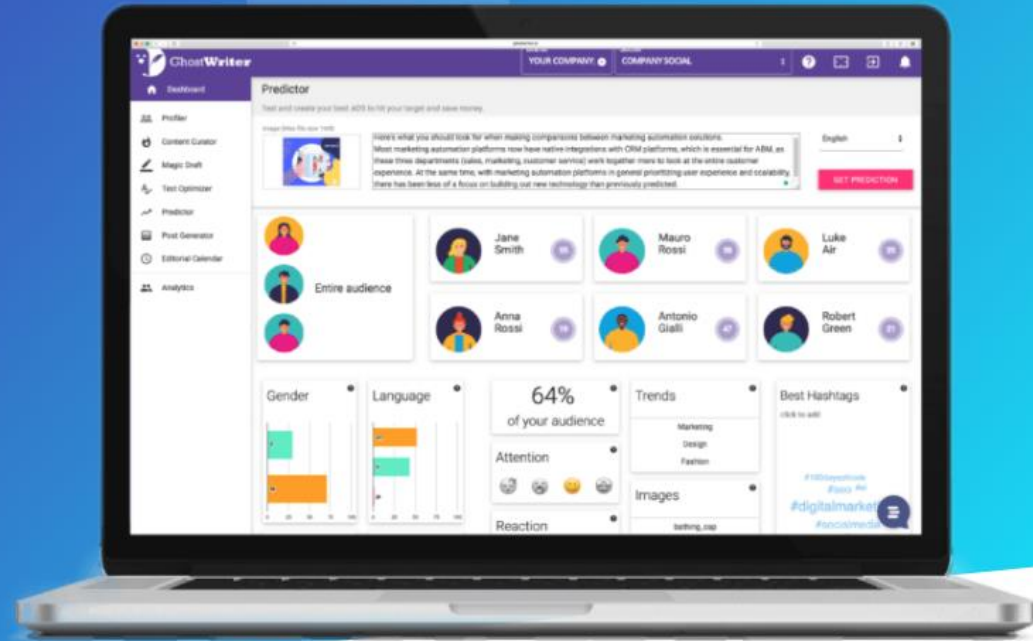 GhostWriter
YOUR COMPANY
COMPANY SOCIAL
Dashboard
Profiler
Content Curator
Magic Draft
Text Optimizer
Predictor
Post Generator
Editorial Calendar
Analytics
Predictor
Test and create your best ADS to hit your target and save money.
Here's what you should look for when making comparisons between marketing automation solutions.
Most marketing automation platforms now have native integrations with CRM platforms, which is essential for ABM, as
these three departments (sales, marketing, customer service) work together more to look at the entire customer
experience. At the same time, with marketing automation platforms in general prioritizing user experience and scalability,
there has been less of a focus on building out new technology than previously predicted.
English
GET PREDICTION
Entire audience
Jane
Smith
Mauro
Rossi
Luke
Air
Anna
Rossi
Antonio
Gialli
47
Robert
Green
Gender
Language
64%
of your audience
Attention
Reaction
Trends
Marketing
Design
Fashion
Images
bathing_cap
Best Hashtags
click to add
#seo
#digitalmarket
#socialmedia